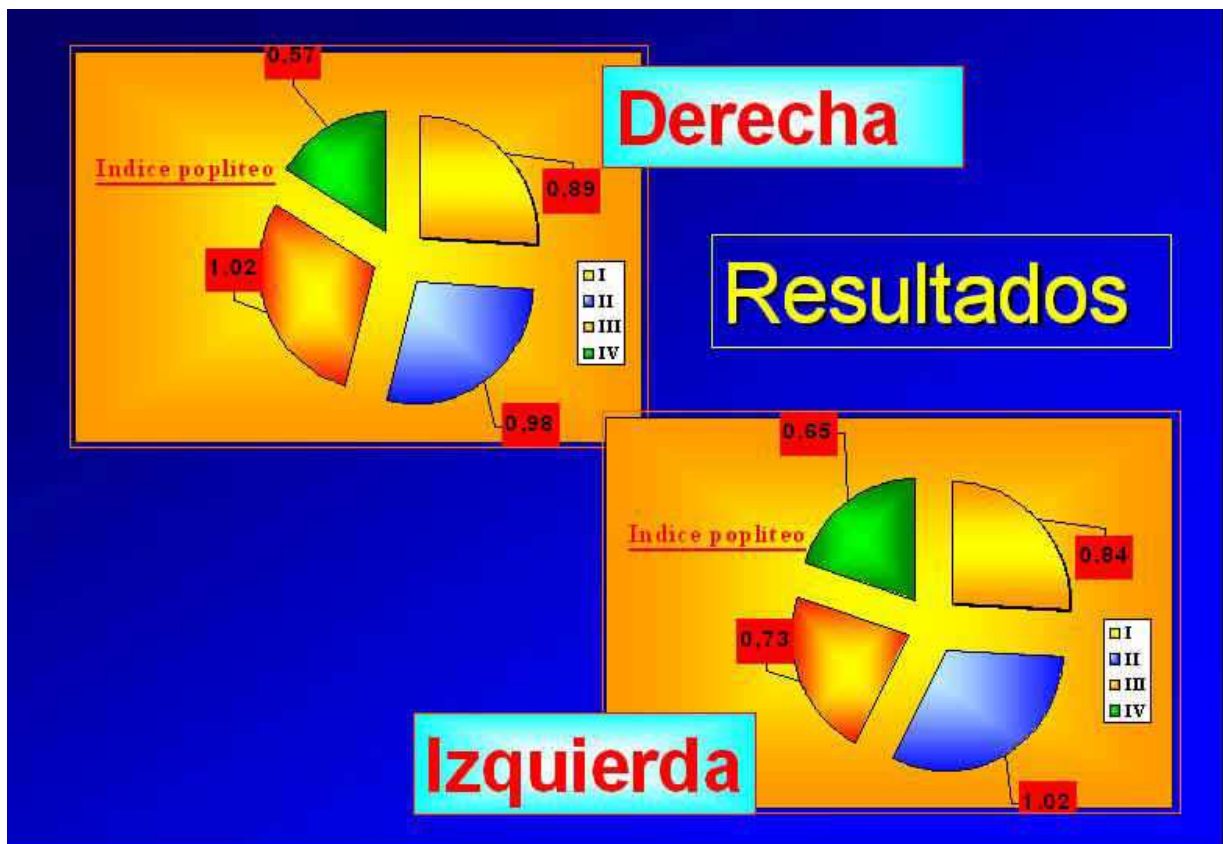 0,57
Derecha
Indice popliteo
0,89
1,02
I
II
III
IV
0,98
Resultados
0,65
Indice popliteo
0,84
0,73
I
II
III
IV
1,02
Izquierda